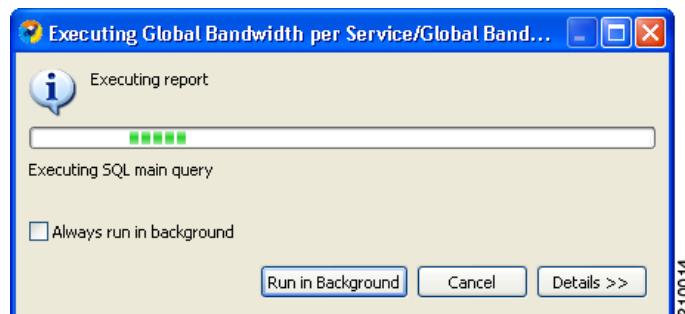 Executing Global Bandwidth per Service/Global Band...
Executing report
Executing SQL main query
Always run in background
Run in Background
Cancel
Details >>